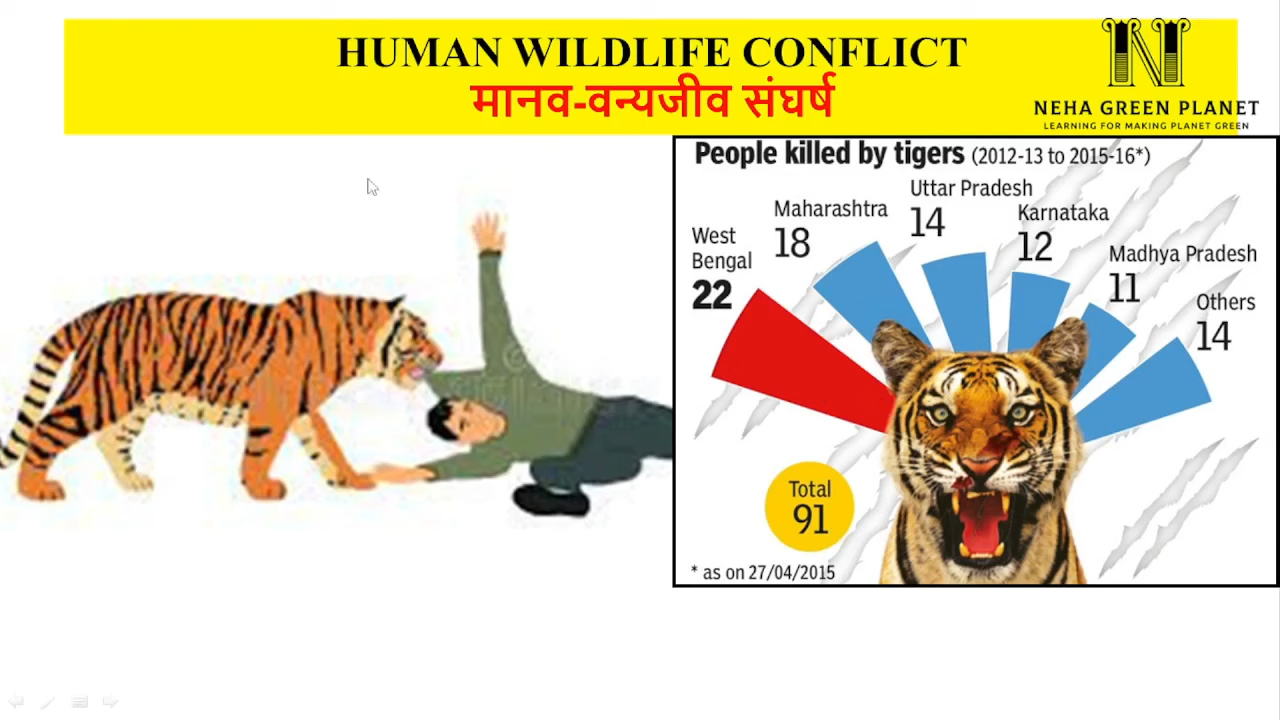 HUMAN WILDLIFE CONFLICT
मानव-वन्यजीव संघर्ष
N
NEHA GREEN PLANET
LEARNING FOR MAKING PLANET GREEN
People killed by tigers (2012-13 to 2015-16*)
West
Bengal
22
Maharashtra
18
Uttar Pradesh
14
Karnataka
12
Madhya Pradesh
11
Others
14
Total
91
* as on 27/04/2015